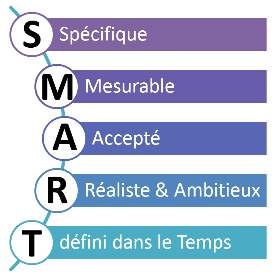 S Spécifique
M Mesurable
A Accepté
R Réaliste & Ambitieux
T défini dans le Temps